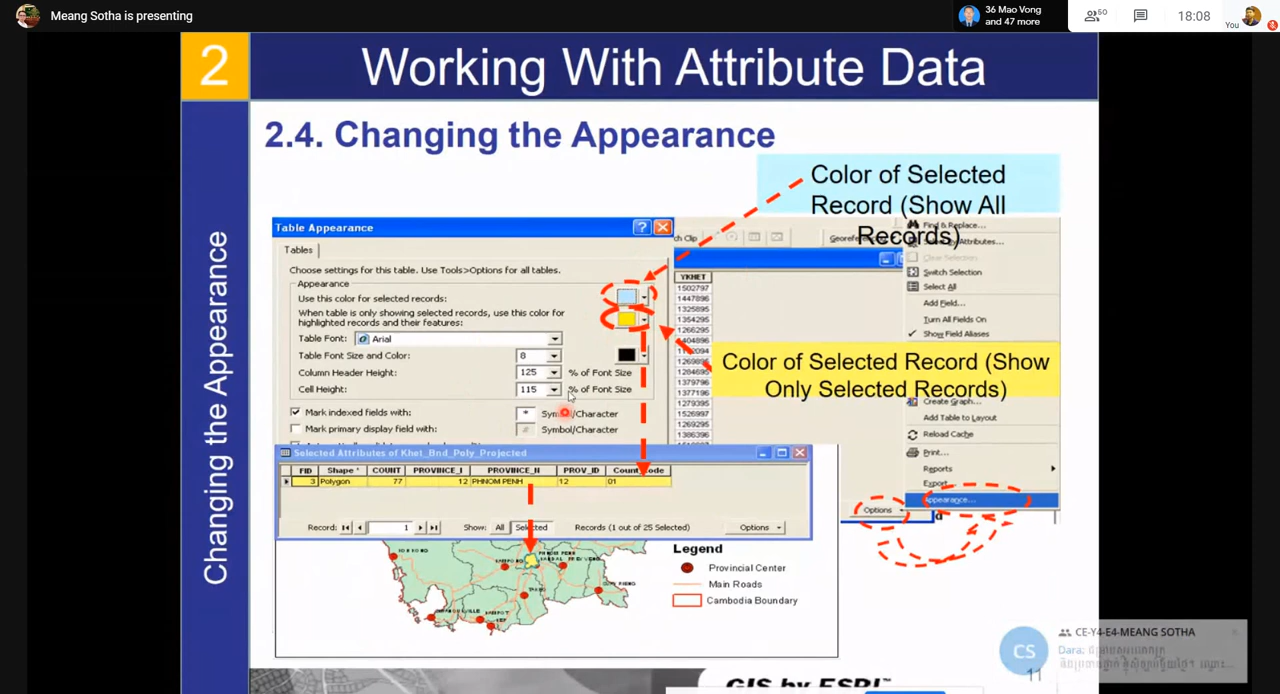 Meang Sotha is presenting
36 Mao Vong
and 47 more
50
18:08
You
2
Working With Attribute Data
Changing the Appearance
2.4. Changing the Appearance
Color of Selected
Record (Show All
Records)
Table Appearance
Tables
Choose settings for this table. Use Tools>Options for all tables.
Appearance
Use this color for selected records:
When table is only showing selected records, use this color for
highlighted records and their features:
Table Font:
Arial
Table Font Size and Color:
8
Column Header Height:
125
% of Font Size
Cell Height:
115
% of Font Size
Mark indexed fields with:
*
Symbol/Character
Mark primary display field with:
#
Symbol/Character
YKHET
1502797
1447896
1325895
1354295
1266295
1269895
1284695
1379796
1377196
1279395
1526997
1269295
1386396
Find & Replace...
Clear Selection
Switch Selection
Select All
Add Field...
Turn All Fields On
Show Field Aliases
Color of Selected Record (Show
Only Selected Records)
Create Graph...
Add Table to Layout
Reload Cache
Print...
Reports
Export...
Appearance...
Options
Selected Attributes of Khet_Bnd_Poly_Projected
FID Shape * COUNT PROVINCE_I PROVINCE_N PROV_ID
3 Polygon 77 12 PHNOM PENH 12 01
Record:
1
Show:
All
Selected
Records (1 out of 25 Selected)
Options
Legend
Provincial Center
Main Roads
Cambodia Boundary
CS
CE-Y4-E4-MEANG SOTHA
Dara:
11
GIS by ESRI™